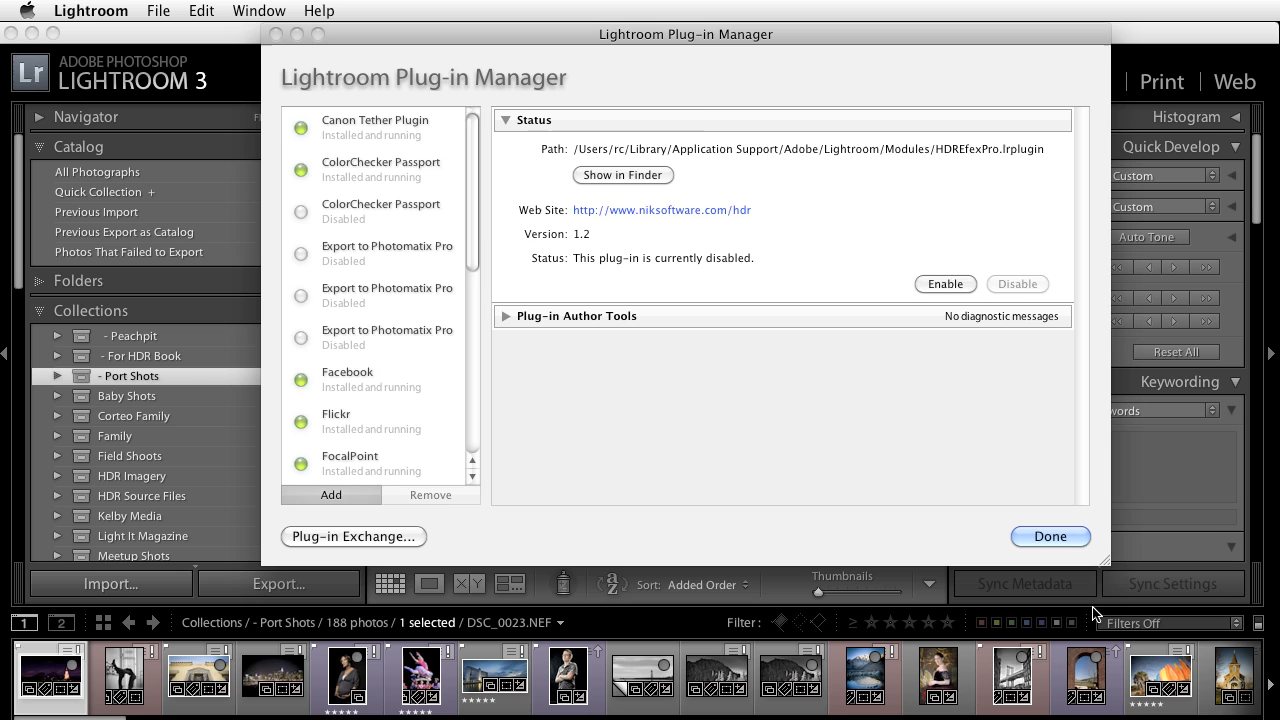 Lightroom File Edit Window Help
Lightroom Plug-in Manager
Lr ADOBE PHOTOSHOP
LIGHTROOM 3
Print | Web
Lightroom Plug-in Manager
Navigator
Catalog
All Photographs
Quick Collection +
Previous Import
Previous Export as Catalog
Photos That Failed to Export
Folders
Collections
- Peachpit
- For HDR Book
- Port Shots
Baby Shots
Corteo Family
Family
Field Shoots
HDR Imagery
HDR Source Files
Kelby Media
Light It Magazine
Meetup Shots
Import...
Export...
Canon Tether Plugin
Installed and running
ColorChecker Passport
Installed and running
ColorChecker Passport
Disabled
Export to Photomatix Pro
Disabled
Export to Photomatix Pro
Disabled
Export to Photomatix Pro
Disabled
Facebook
Installed and running
Flickr
Installed and running
FocalPoint
Installed and running
Add
Remove
Plug-in Exchange...
Status
Path: /Users/rc/Library/Application Support/Adobe/Lightroom/Modules/HDREfexPro.lrplugin
Show in Finder
Web Site: http://www.niksoftware.com/hdr
Version: 1.2
Status: This plug-in is currently disabled.
Enable
Disable
Plug-in Author Tools
No diagnostic messages
Done
Histogram
Quick Develop
Custom
Custom
Auto Tone
Reset All
Keywording
Sort: Added Order
Thumbnails
Sync Metadata
Sync Settings
1 2
Collections / - Port Shots / 188 photos / 1 selected / DSC_0023.NEF
Filter :
Filters Off